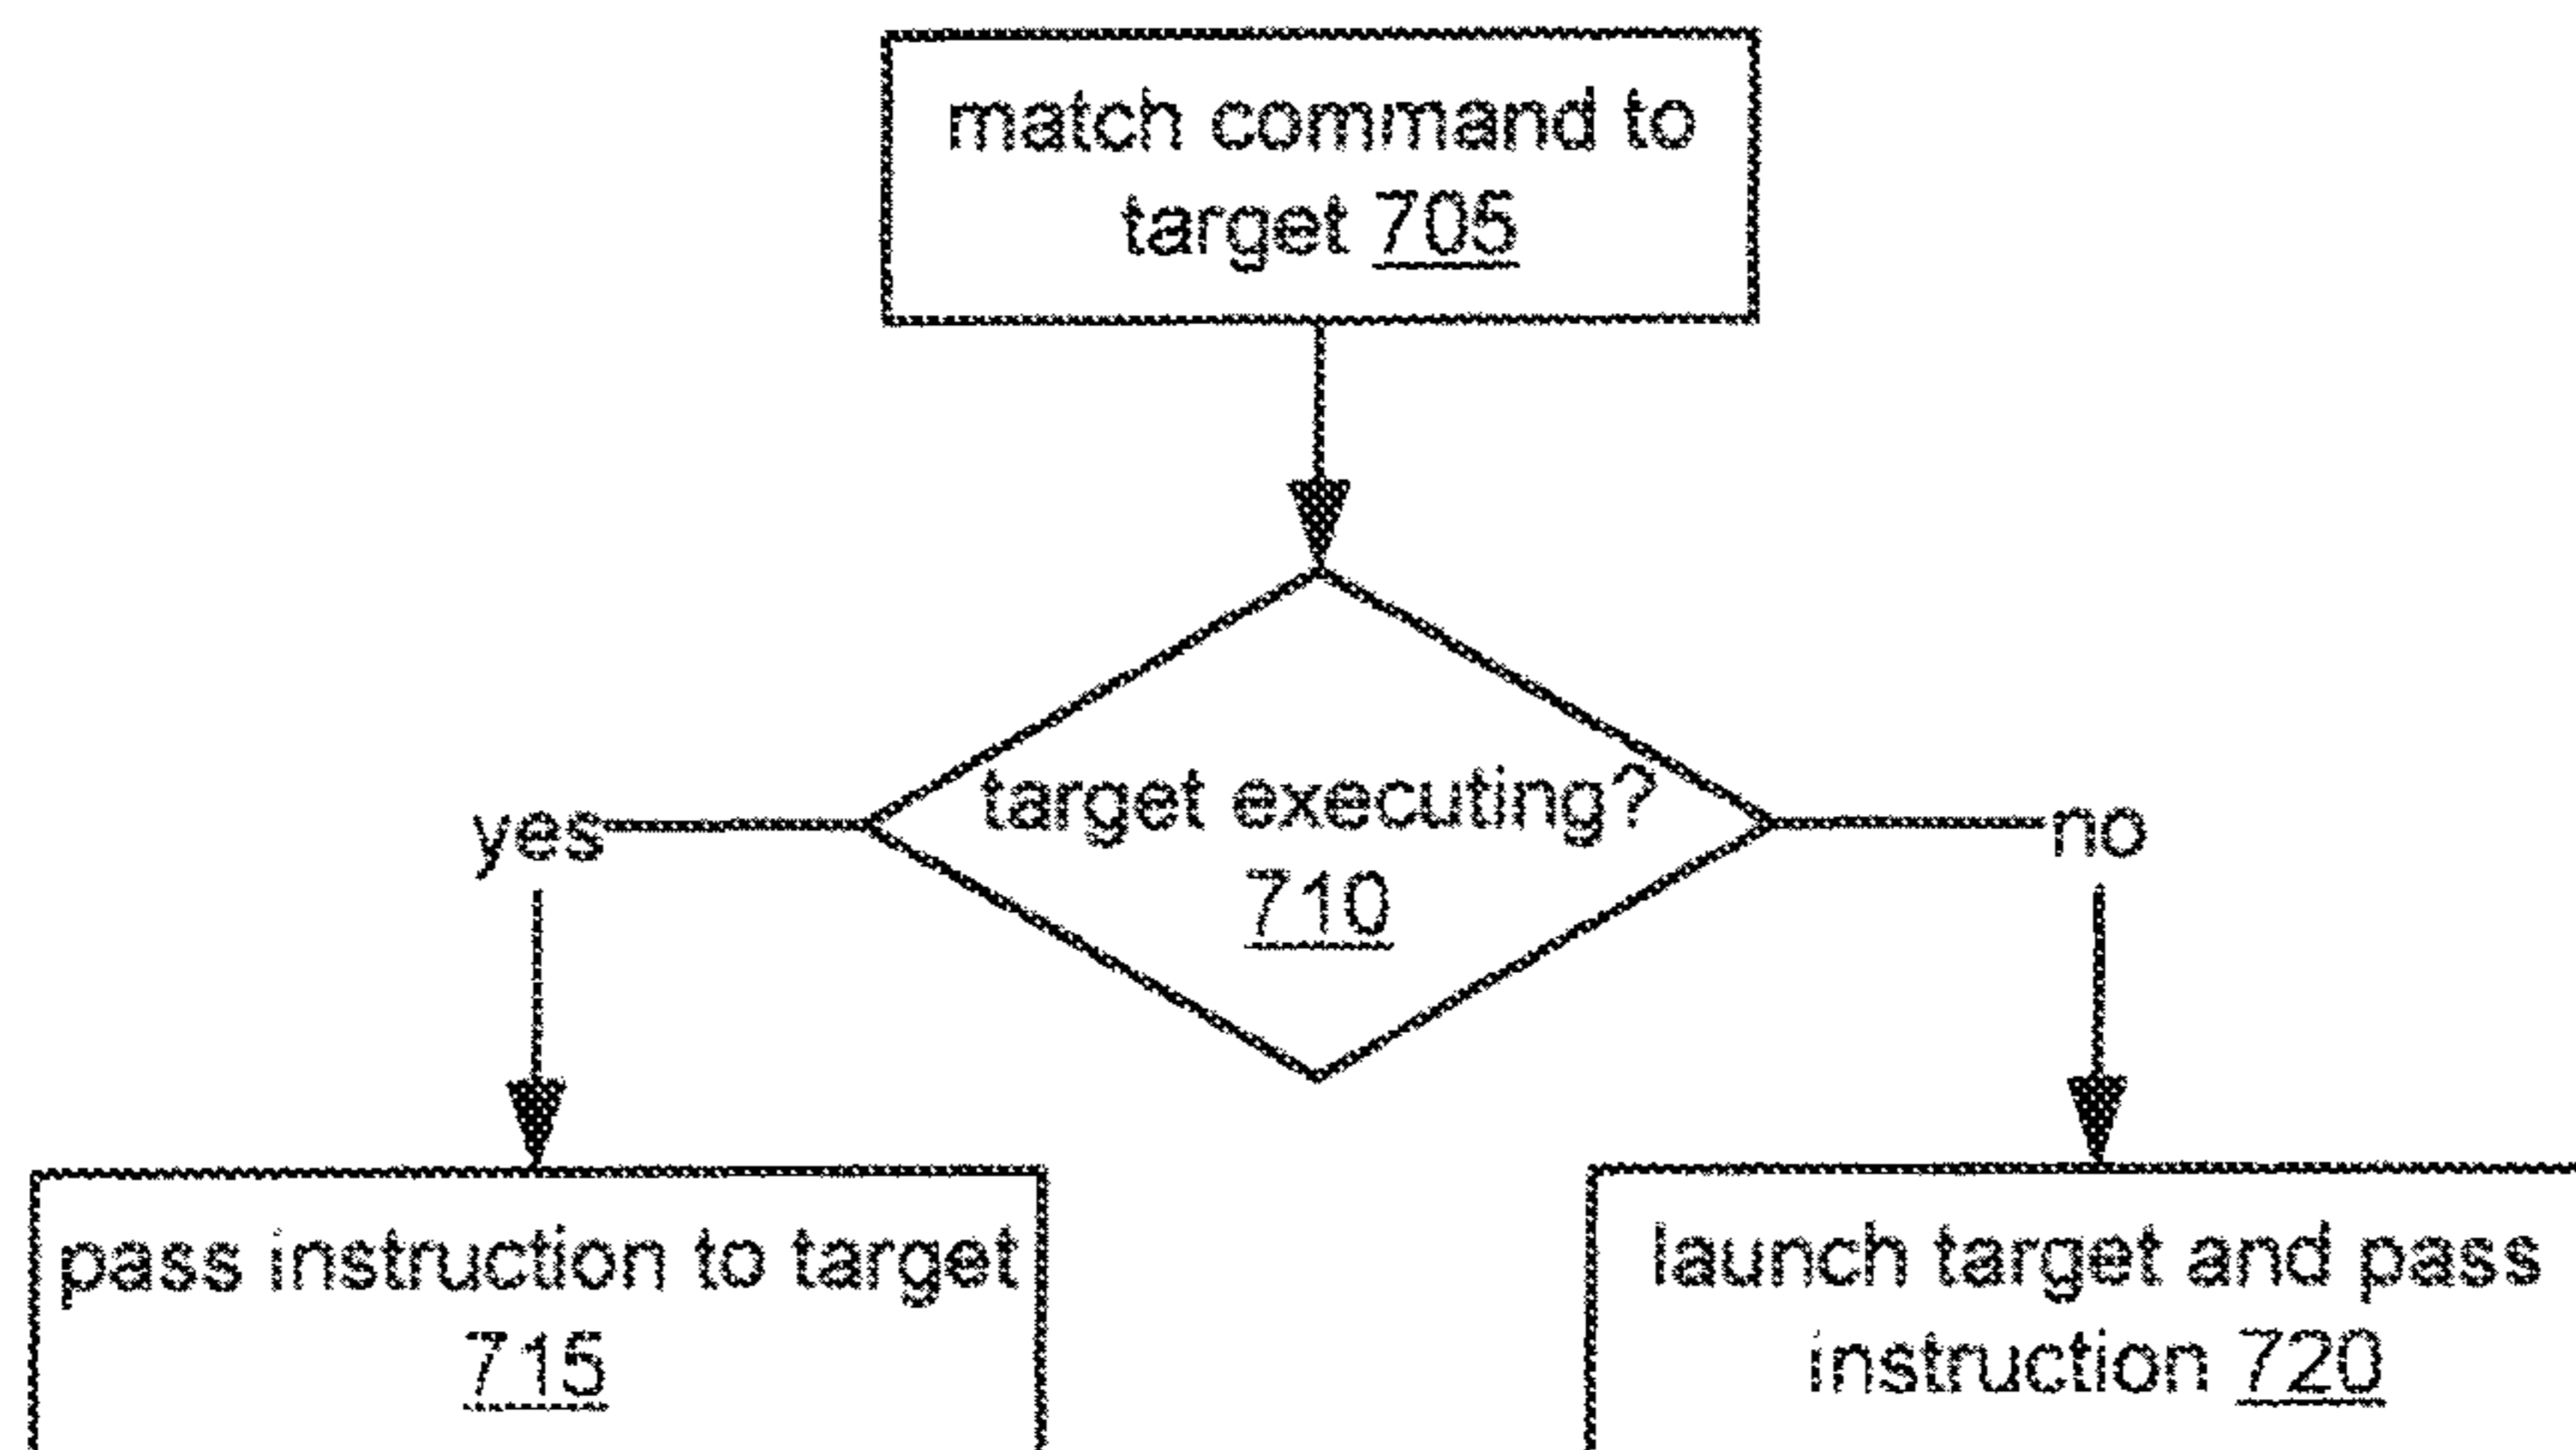 match command to
target 705
target executing?
710
yes
no
pass instruction to target
715
launch target and pass
instruction 720